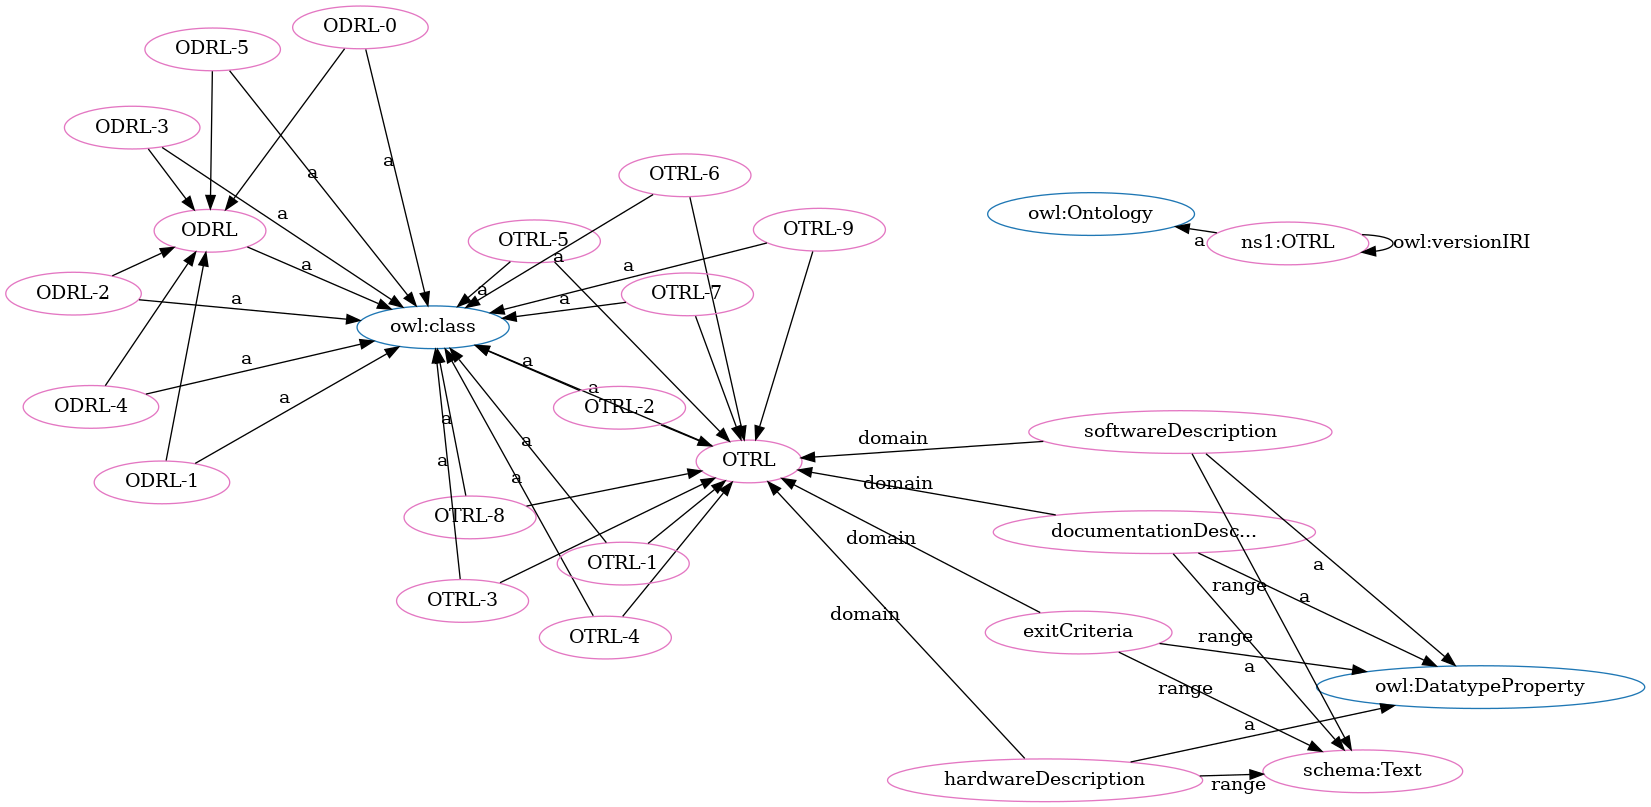 ODRL-0
ODRL-5
ODRL-3
a
OTRL-6
a
owl:Ontology
a
OTRL-9
ODRL
OTRL-5
a
ns1:OTRL
owl:versionIRI
a
a
a
ODRL-2
a
a
a
OTRL-7
owl:class
a
a
a
OTRL-2
a
ODRL-4
a
softwareDescription
domain
OTRL
a
ODRL-1
a
a
domain
OTRL-8
documentationDesc...
domain
OTRL-1
a
range
a
OTRL-3
domain
exitCriteria
OTRL-4
range
a
range
owl:DatatypeProperty
a
schema:Text
hardwareDescription
range